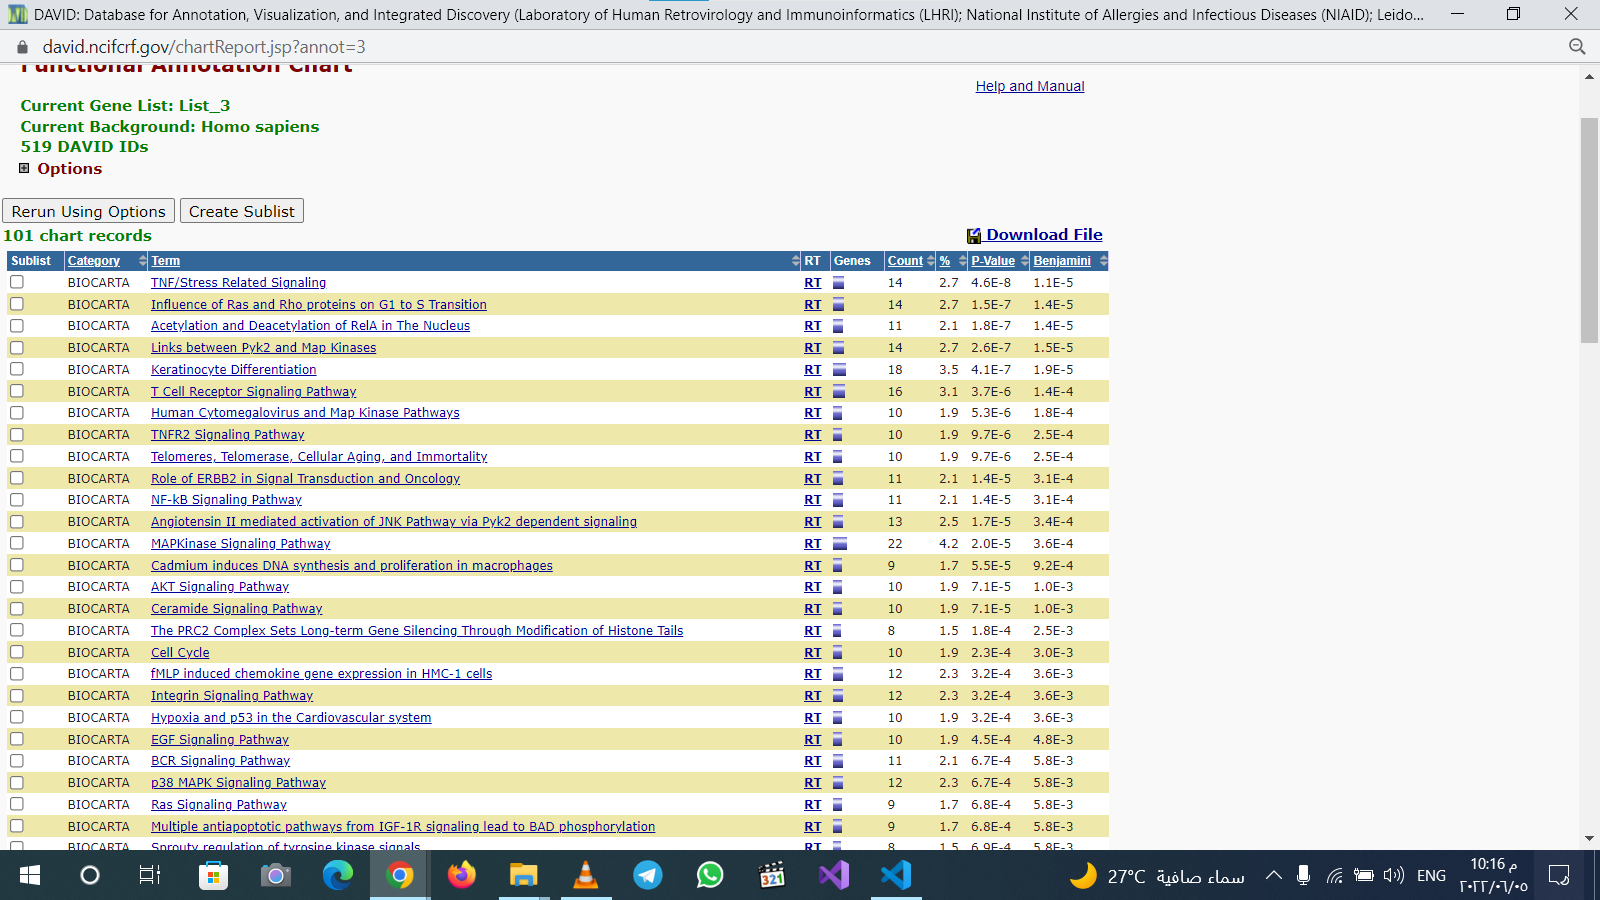 DAVID: Database for Annotation, Visualization, and Integrated Discovery (Laboratory of Human Retrovirology and Immunoinformatics (LHRI); National Institute of Allergies and Infectious Diseases (NIAID); Leido...
david.ncifcrf.gov/chartReport.jsp?annot=3
Functional Annotation Chart
Help and Manual
Current Gene List: List_3
Current Background: Homo sapiens
519 DAVID IDs
Options
Rerun Using Options Create Sublist
101 chart records Download File
Sublist Category Term RT Genes Count % P-Value Benjamini
BIOCARTA TNF/Stress Related Signaling RT 14 2.7 4.6E-8 1.1E-5
BIOCARTA Influence of Ras and Rho proteins on G1 to S Transition RT 14 2.7 1.5E-7 1.4E-5
BIOCARTA Acetylation and Deacetylation of RelA in The Nucleus RT 11 2.1 1.8E-7 1.4E-5
BIOCARTA Links between Pyk2 and Map Kinases RT 14 2.7 2.6E-7 1.5E-5
BIOCARTA Keratinocyte Differentiation RT 18 3.5 4.1E-7 1.9E-5
BIOCARTA T Cell Receptor Signaling Pathway RT 16 3.1 3.7E-6 1.4E-4
BIOCARTA Human Cytomegalovirus and Map Kinase Pathways RT 10 1.9 5.3E-6 1.8E-4
BIOCARTA TNFR2 Signaling Pathway RT 10 1.9 9.7E-6 2.5E-4
BIOCARTA Telomeres, Telomerase, Cellular Aging, and Immortality RT 10 1.9 9.7E-6 2.5E-4
BIOCARTA Role of ERBB2 in Signal Transduction and Oncology RT 11 2.1 1.4E-5 3.1E-4
BIOCARTA NF-kB Signaling Pathway RT 11 2.1 1.4E-5 3.1E-4
BIOCARTA Angiotensin II mediated activation of JNK Pathway via Pyk2 dependent signaling RT 13 2.5 1.7E-5 3.4E-4
BIOCARTA MAPKinase Signaling Pathway RT 22 4.2 2.0E-5 3.6E-4
BIOCARTA Cadmium induces DNA synthesis and proliferation in macrophages RT 9 1.7 5.5E-5 9.2E-4
BIOCARTA AKT Signaling Pathway RT 10 1.9 7.1E-5 1.0E-3
BIOCARTA Ceramide Signaling Pathway RT 10 1.9 7.1E-5 1.0E-3
BIOCARTA The PRC2 Complex Sets Long-term Gene Silencing Through Modification of Histone Tails RT 8 1.5 1.8E-4 2.5E-3
BIOCARTA Cell Cycle RT 10 1.9 2.3E-4 3.0E-3
BIOCARTA fMLP induced chemokine gene expression in HMC-1 cells RT 12 2.3 3.2E-4 3.6E-3
BIOCARTA Integrin Signaling Pathway RT 12 2.3 3.2E-4 3.6E-3
BIOCARTA Hypoxia and p53 in the Cardiovascular system RT 10 1.9 3.2E-4 3.6E-3
BIOCARTA EGF Signaling Pathway RT 10 1.9 4.5E-4 4.8E-3
BIOCARTA BCR Signaling Pathway RT 11 2.1 6.7E-4 5.8E-3
BIOCARTA p38 MAPK Signaling Pathway RT 12 2.3 6.7E-4 5.8E-3
BIOCARTA Ras Signaling Pathway RT 9 1.7 6.8E-4 5.8E-3
BIOCARTA Multiple antiapoptotic pathways from IGF-1R signaling lead to BAD phosphorylation RT 9 1.7 6.8E-4 5.8E-3
BIOCARTA Sprouty regulation of tyrosine kinase signals RT 8 1.5 6.9E-4 5.8E-3
321
27°C سماء صافية ENG
10:16 م
٢٠٢٢/٠٦/٠٥